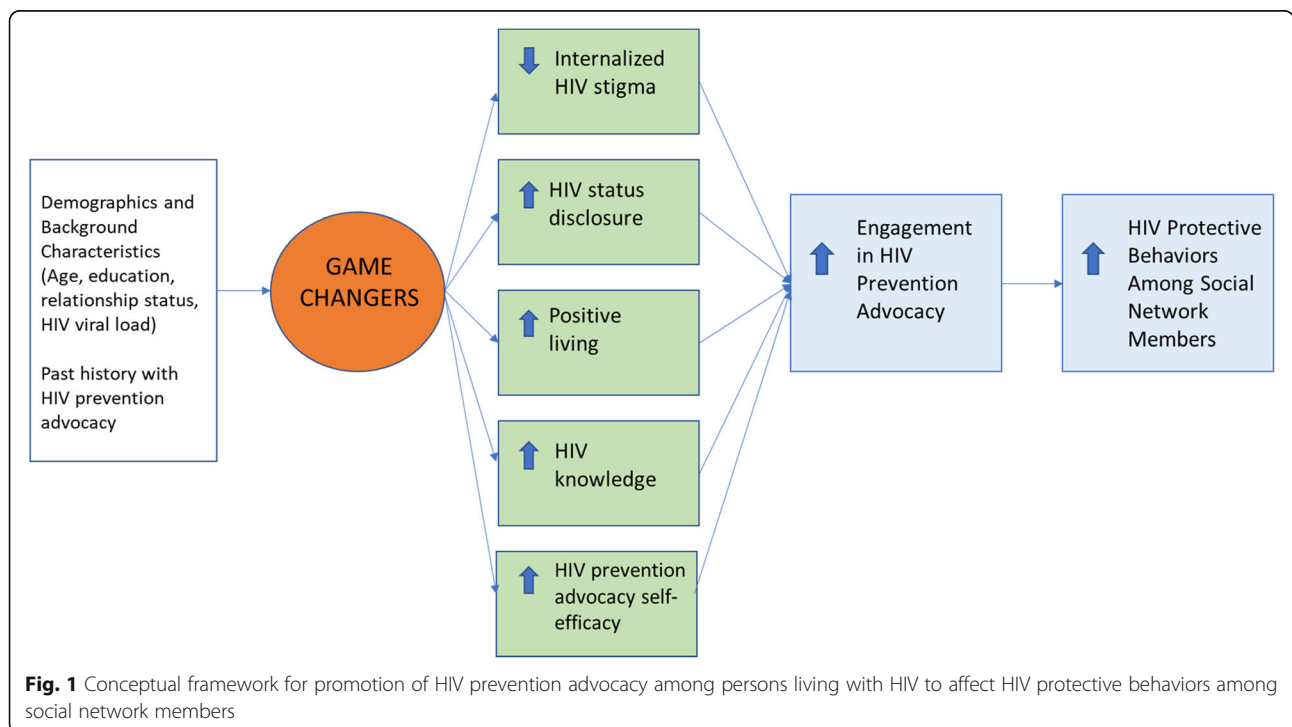 Demographics and
Background
Characteristics
(Age, education,
relationship status,
HIV viral load)
Past history with
HIV prevention
advocacy
GAME
CHANGERS
Internalized
HIV stigma
HIV status
disclosure
Positive
living
HIV
knowledge
HIV prevention
advocacy self-
efficacy
Engagement
in HIV
Prevention
Advocacy
HIV Protective
Behaviors
Among Social
Network
Members
Fig. 1 Conceptual framework for promotion of HIV prevention advocacy among persons living with HIV to affect HIV protective behaviors among
social network members